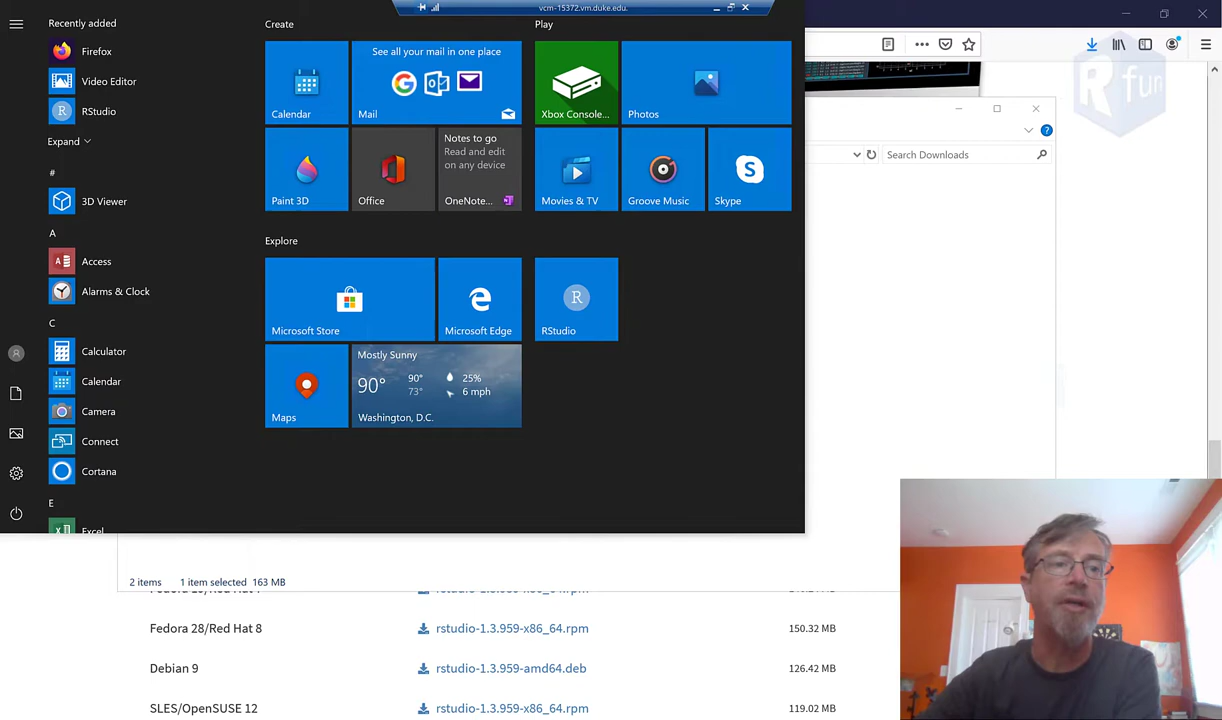 vcm-15372.vm.duke.edu.
Recently added
Firefox
Video Editor
RStudio
Expand
#
3D Viewer
A
Access
Alarms & Clock
C
Calculator
Calendar
Camera
Connect
Cortana
E
Excel
Create
Calendar
See all your mail in one place
Mail
Paint 3D
Office
Notes to go
Read and edit
on any device
OneNote...
Play
Xbox Console...
Photos
Movies & TV
Groove Music
Skype
Explore
Microsoft Store
Microsoft Edge
RStudio
Maps
Mostly Sunny
90° 90° 73° 25% 6 mph
Washington, D.C.
R fun
Search Downloads
2 items 1 item selected 163 MB
Fedora 28/Red Hat 8 rstudio-1.3.959-x86_64.rpm 150.32 MB
Debian 9 rstudio-1.3.959-amd64.deb 126.42 MB
SLES/OpenSUSE 12 rstudio-1.3.959-x86_64.rpm 119.02 MB